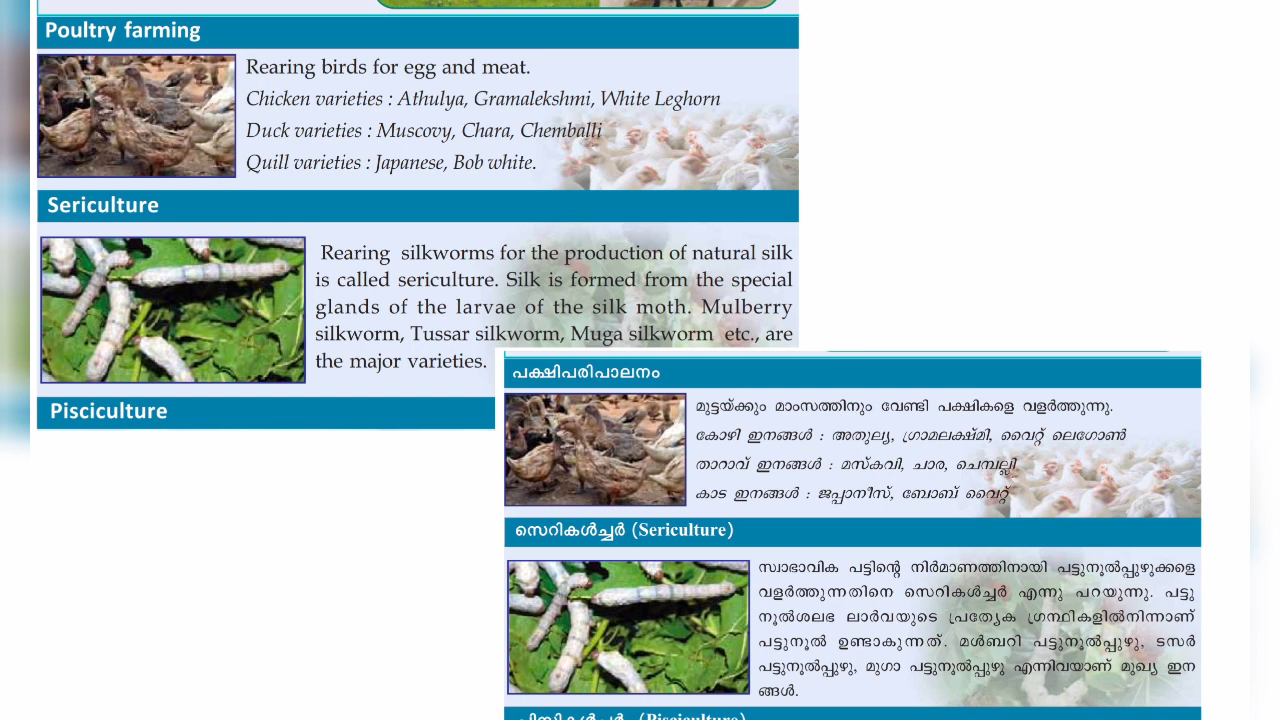 Poultry farming
Rearing birds for egg and meat.
Chicken varieties : Athulya, Gramalekshmi, White Leghorn
Duck varieties : Muscovy, Chara, Chemballi
Quill varieties : Japanese, Bob white.
Sericulture
Rearing silkworms for the production of natural silk
is called sericulture. Silk is formed from the special
glands of the larvae of the silk moth. Mulberry
silkworm, Tussar silkworm, Muga silkworm etc., are
the major varieties.
Pisciculture
പക്ഷിപരിപാലനം
മുട്ടയ്ക്കും മാംസത്തിനും വേണ്ടി പക്ഷികളെ വളർത്തുന്നു.
കോഴി ഇനങ്ങൾ : അതുല്യ, ഗ്രാമലക്ഷ്മി, വൈറ്റ് ലെഗോൺ
താറാവ് ഇനങ്ങൾ : മസ്കവി, ചാര, ചെമ്പല്ലി
കാട ഇനങ്ങൾ : ജപ്പാനീസ്, ബോബ് വൈറ്റ്
സെറികൾച്ചർ (Sericulture)
സ്വാഭാവിക പട്ടിന്റെ നിർമാണത്തിനായി പട്ടുനൂൽപ്പുഴുക്കളെ
വളർത്തുന്നതിനെ സെറികൾച്ചർ എന്നു പറയുന്നു. പട്ടു
നൂൽശലഭ ലാർവയുടെ പ്രത്യേക ഗ്രന്ഥികളിൽനിന്നാണ്
പട്ടുനൂൽ ഉണ്ടാകുന്നത്. മൾബറി പട്ടുനൂൽപ്പുഴു, ടസർ
പട്ടുനൂൽപ്പുഴു, മുഗാ പട്ടുനൂൽപ്പുഴു എന്നിവയാണ് മുഖ്യ ഇന
ങ്ങൾ.
പിസികൾച്ചർ (Pisciculture)